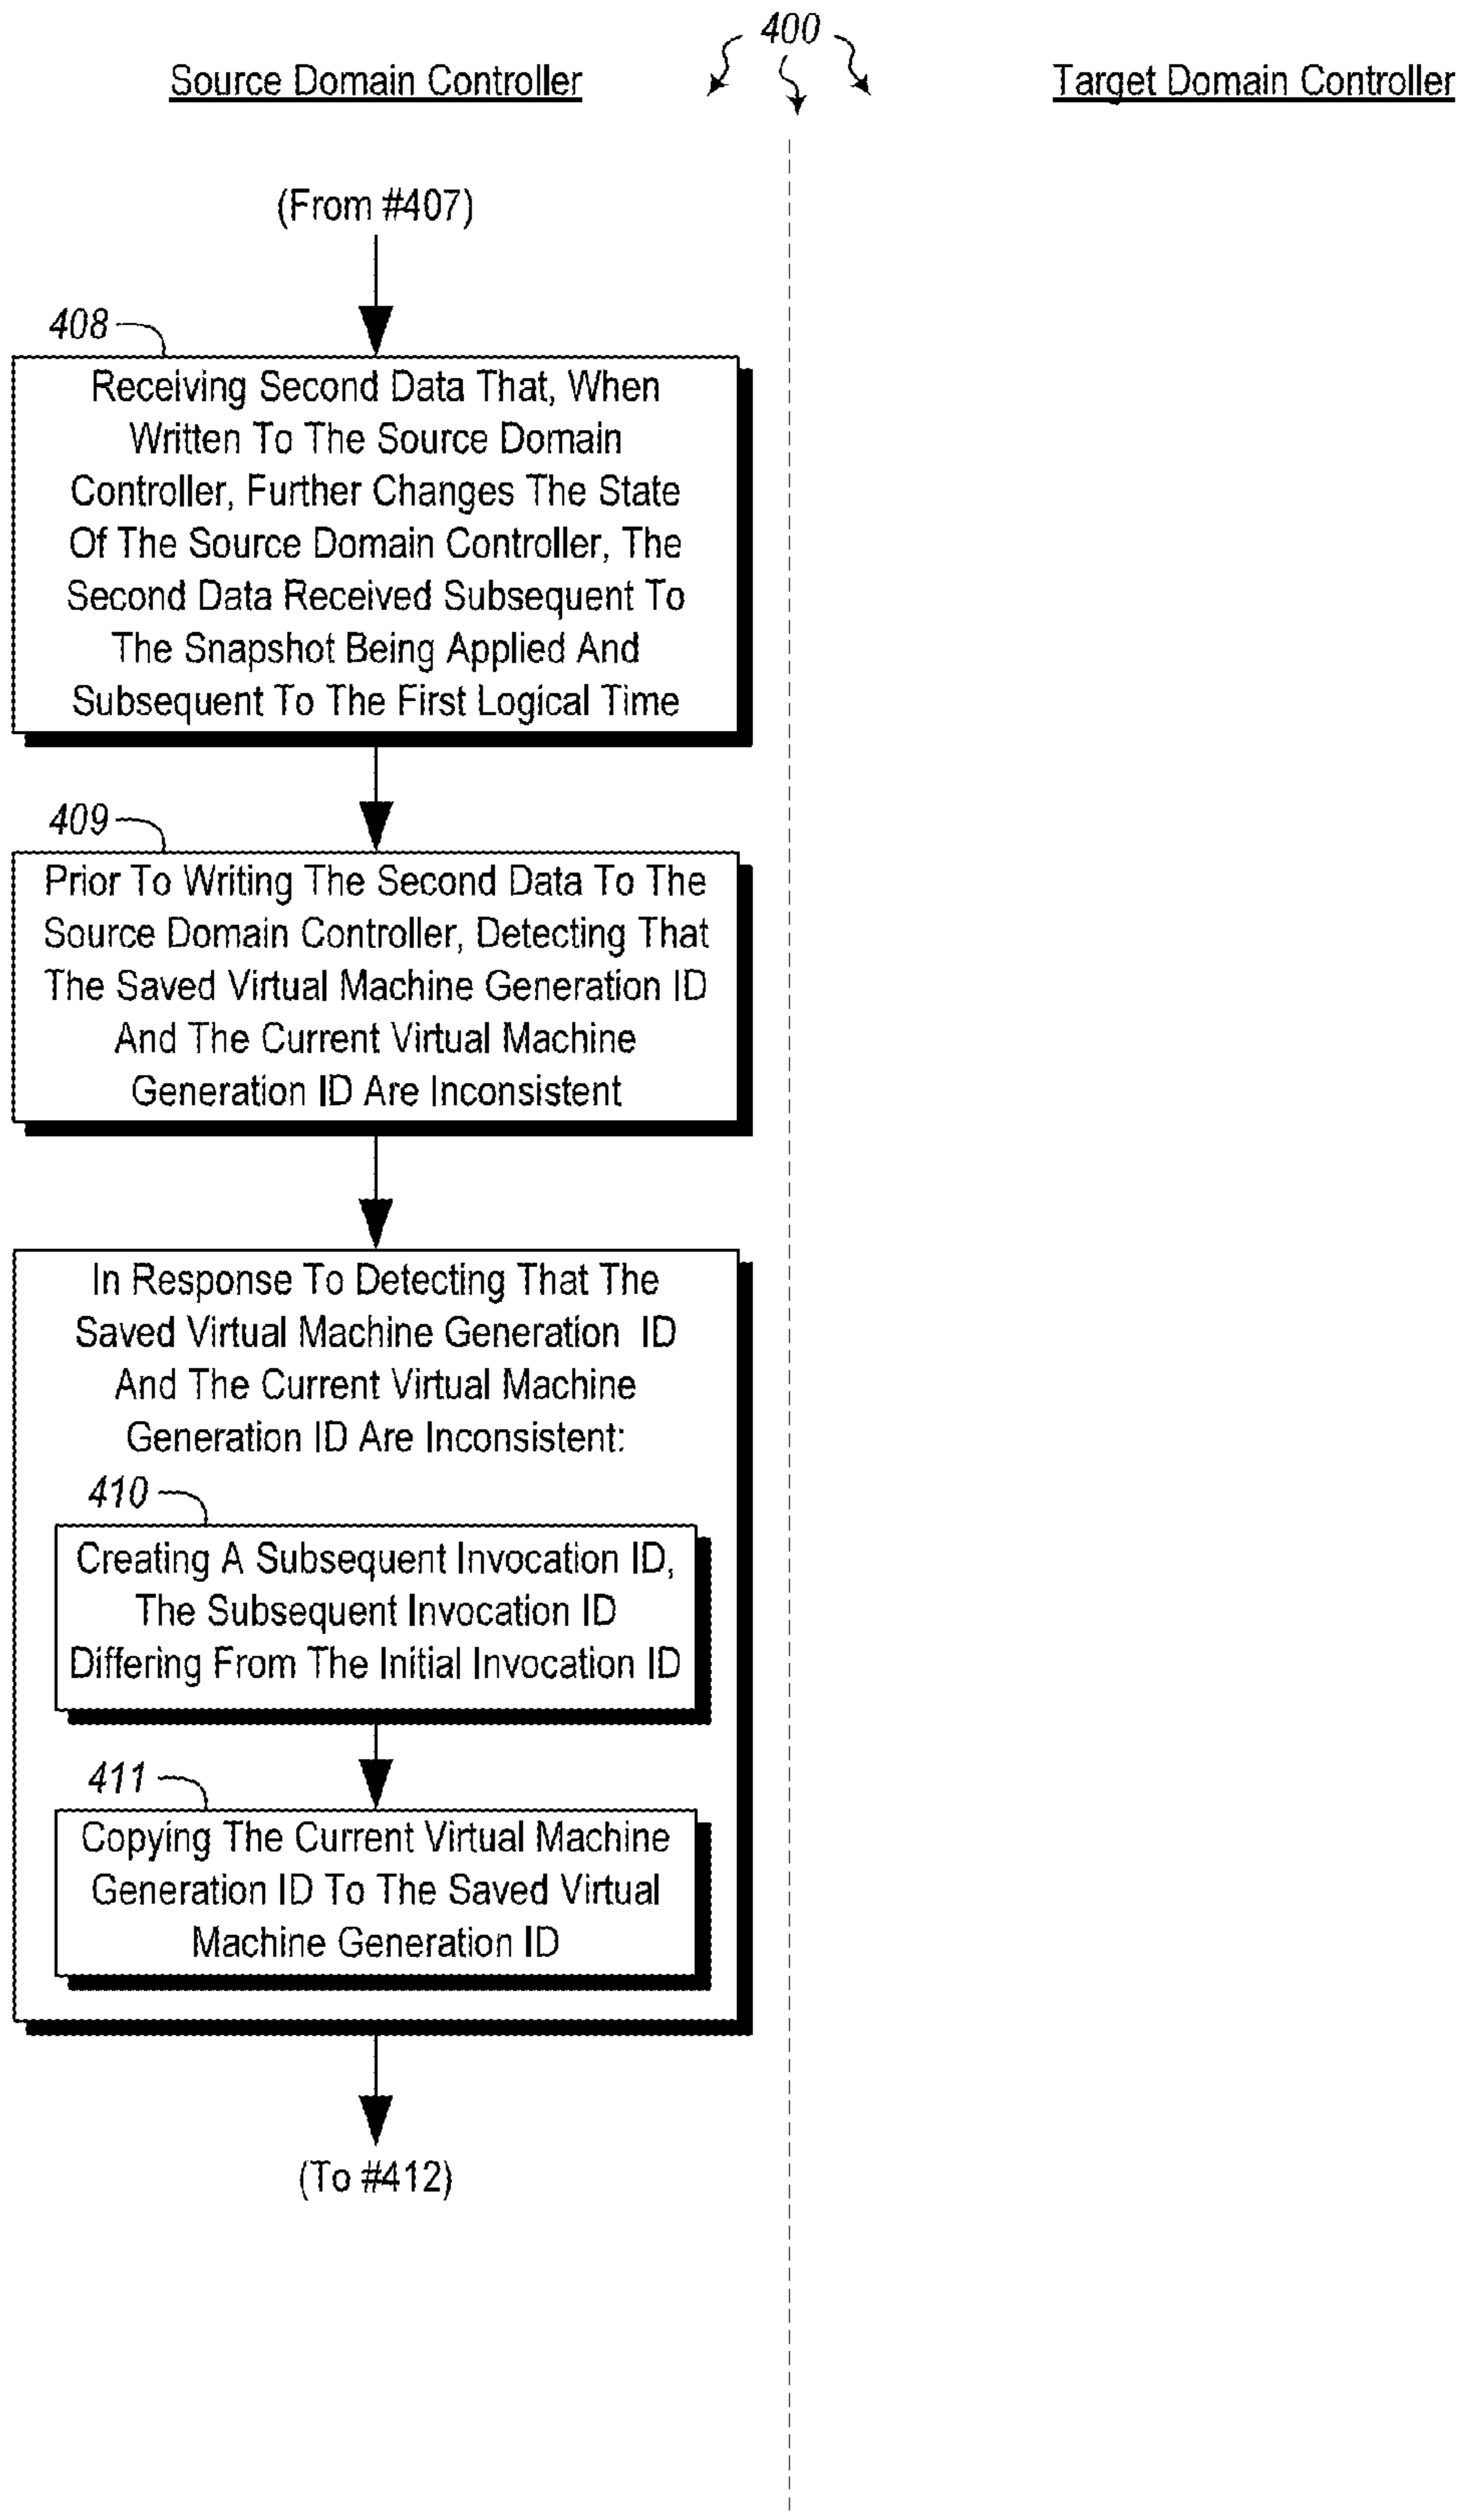 400
Source Domain Controller
Target Domain Controller
(From #407)
408
Receiving Second Data That, When
Written To The Source Domain
Controller, Further Changes The State
Of The Source Domain Controller, The
Second Data Received Subsequent To
The Snapshot Being Applied And
Subsequent To The First Logical Time
409
Prior To Writing The Second Data To The
Source Domain Controller, Detecting That
The Saved Virtual Machine Generation ID
And The Current Virtual Machine
Generation ID Are Inconsistent
In Response To Detecting That The
Saved Virtual Machine Generation ID
And The Current Virtual Machine
Generation ID Are Inconsistent:
410
Creating A Subsequent Invocation ID,
The Subsequent Invocation ID
Differing From The Initial Invocation ID
411
Copying The Current Virtual Machine
Generation ID To The Saved Virtual
Machine Generation ID
(To #412)